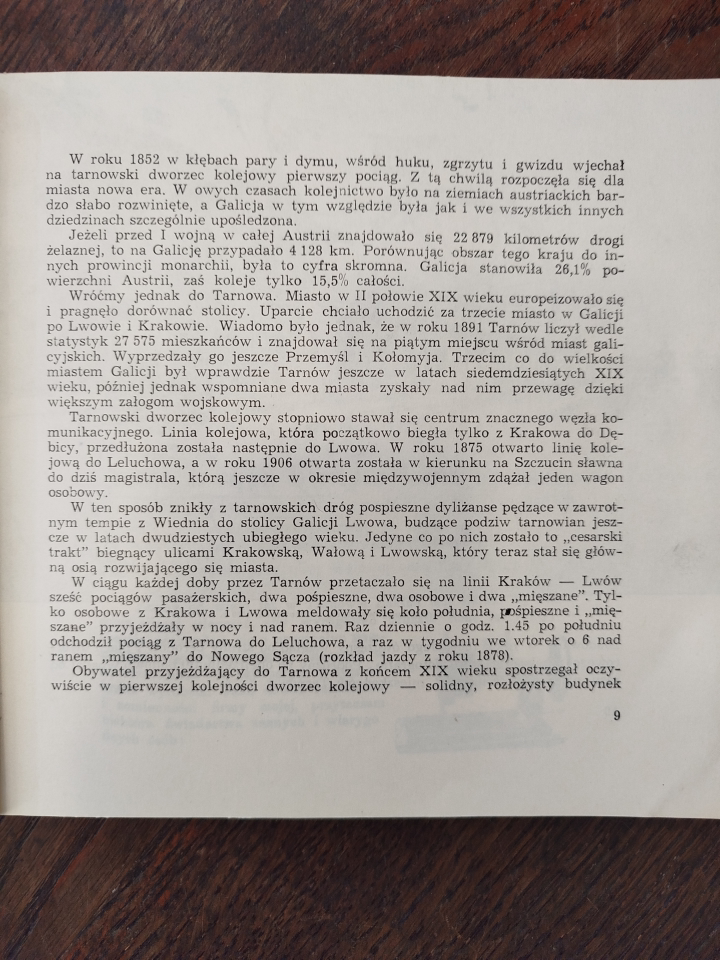 W roku 1852 w kłębach pary i dymu, wśród huku, zgrzytu i gwizdu wjechał
na tarnowski dworzec kolejowy pierwszy pociąg. Z tą chwilą rozpoczęła się dla
miasta nowa era. W owych czasach kolejnictwo było na ziemiach austriackich bar-
dzo słabo rozwinięte, a Galicja w tym względzie była jak i we wszystkich innych
dziedzinach szczególnie upośledzona.
Jeżeli przed I wojną w całej Austrii znajdowało się 22 879 kilometrów drogi
żelaznej, to na Galicję przypadało 4 128 km. Porównując obszar tego kraju do in-
nych prowincji monarchii, była to cyfra skromna. Galicja stanowiła 26,1% po-
wierzchni Austrii, zaś koleje tylko 15,5% całości.
Wróćmy jednak do Tarnowa. Miasto w II połowie XIX wieku europeizowało się
i pragnęło dorównać stolicy. Uparcie chciało uchodzić za trzecie miasto w Galicji
po Lwowie i Krakowie. Wiadomo było jednak, że w roku 1891 Tarnów liczył wedle
statystyk 27 575 mieszkańców i znajdował się na piątym miejscu wśród miast gali-
cyjskich. Wyprzedzały go jeszcze Przemyśl i Kołomyja. Trzecim co do wielkości
miastem Galicji był wprawdzie Tarnów jeszcze w latach siedemdziesiątych XIX
wieku, później jednak wspomniane dwa miasta zyskały nad nim przewagę dzięki
większym załogom wojskowym.
Tarnowski dworzec kolejowy stopniowo stawał się centrum znacznego węzła ko-
munikacyjnego. Linia kolejowa, która początkowo biegła tylko z Krakowa do Dę-
bicy, przedłużona została następnie do Lwowa. W roku 1875 otwarto linię kole-
jową do Leluchowa, a w roku 1906 otwarta została w kierunku na Szczucin sławna
do dziś magistrala, którą jeszcze w okresie międzywojennym zdążał jeden wagon
osobowy.
W ten sposób znikły z tarnowskich dróg pospieszne dyliżanse pędzące w zawrot-
nym tempie z Wiednia do stolicy Galicji Lwowa, budzące podziw tarnowian jesz-
cze w latach dwudziestych ubiegłego wieku. Jedyne co po nich zostało to „cesarski
trakt” biegnący ulicami Krakowską, Wałową i Lwowską, który teraz stał się głów-
ną osią rozwijającego się miasta.
W ciągu każdej doby przez Tarnów przetaczało się na linii Kraków — Lwów
sześć pociągów pasażerskich, dwa pośpieszne, dwa osobowe i dwa „mięszane”. Tyl-
ko osobowe z Krakowa i Lwowa meldowały się koło południa, pośpieszne i „mię-
szane” przyjeżdżały w nocy i nad ranem. Raz dziennie o godz. 1.45 po południu
odchodził pociąg z Tarnowa do Leluchowa, a raz w tygodniu we wtorek o 6 nad
ranem „mięszany” do Nowego Sącza (rozkład jazdy z roku 1878).
Obywatel przyjeżdżający do Tarnowa z końcem XIX wieku spostrzegał oczy-
wiście w pierwszej kolejności dworzec kolejowy — solidny, rozłożysty budynek
9